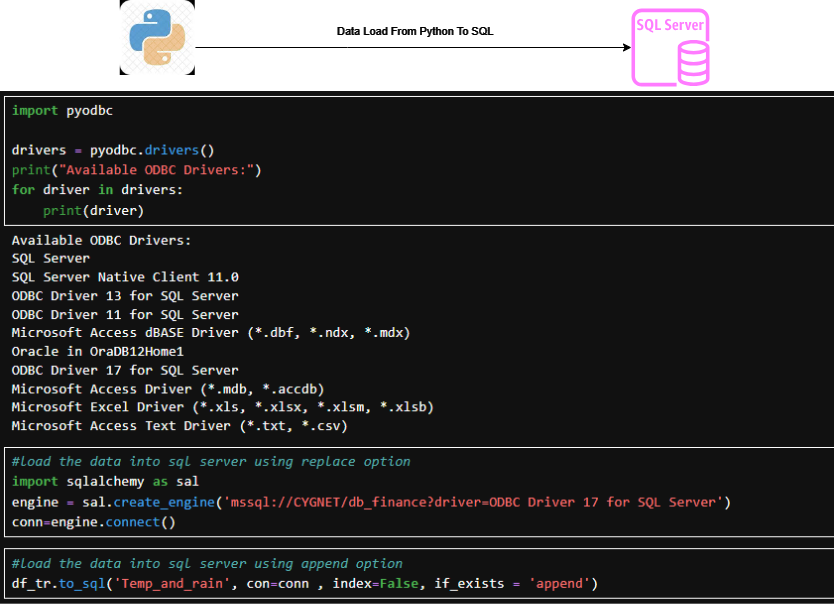 Data Load From Python To SQL
SQL Server
import pyodbc
drivers = pyodbc.drivers()
print("Available ODBC Drivers:")
for driver in drivers:
    print(driver)
Available ODBC Drivers:
SQL Server
SQL Server Native Client 11.0
ODBC Driver 13 for SQL Server
ODBC Driver 11 for SQL Server
Microsoft Access dBASE Driver (*.dbf, *.ndx, *.mdx)
Oracle in OraDB12Home1
ODBC Driver 17 for SQL Server
Microsoft Access Driver (*.mdb, *.accdb)
Microsoft Excel Driver (*.xls, *.xlsx, *.xlsm, *.xlsb)
Microsoft Access Text Driver (*.txt, *.csv)
#load the data into sql server using replace option
import sqlalchemy as sal
engine = sal.create_engine('mssql://CYGNET/db_finance?driver=ODBC Driver 17 for SQL Server')
conn=engine.connect()
#load the data into sql server using append option
df_tr.to_sql('Temp_and_rain', con=conn , index=False, if_exists = 'append')